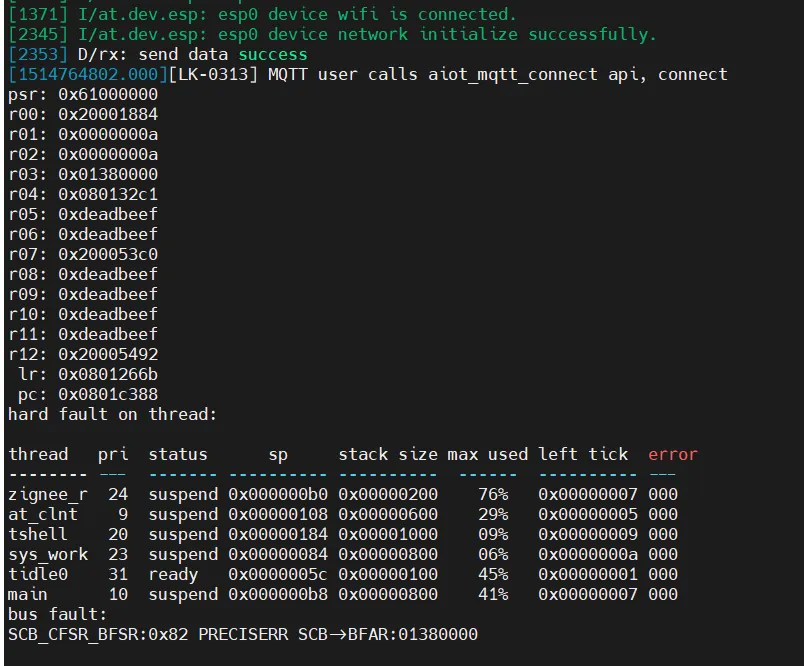 [1371] I/at.dev.esp: esp0 device wifi is connected.
[2345] I/at.dev.esp: esp0 device network initialize successfully.
[2353] D/rx: send data success
[1514764802.000][LK-0313] MQTT user calls aiot_mqtt_connect api, connect
psr: 0x61000000
r00: 0x20001884
r01: 0x0000000a
r02: 0x0000000a
r03: 0x01380000
r04: 0x080132c1
r05: 0xdeadbeef
r06: 0xdeadbeef
r07: 0x200053c0
r08: 0xdeadbeef
r09: 0xdeadbeef
r10: 0xdeadbeef
r11: 0xdeadbeef
r12: 0x20005492
 lr: 0x0801266b
 pc: 0x0801c388
hard fault on thread:
thread   pri  status      sp     stack size max used left tick  error
-------- ---  ------- ---------- ----------  ------  ---------- ---
zignee_r  24  suspend 0x000000b0 0x00000200    76%   0x00000007 000
at_clnt    9  suspend 0x00000108 0x00000600    29%   0x00000005 000
tshell    20  suspend 0x00000184 0x00001000    09%   0x00000009 000
sys_work  23  suspend 0x00000084 0x00000800    06%   0x0000000a 000
tidle0    31  ready   0x0000005c 0x00000100    45%   0x00000001 000
main      10  suspend 0x000000b8 0x00000800    41%   0x00000007 000
bus fault:
SCB_CFSR_BFSR:0x82 PRECISERR SCB->BFAR:01380000